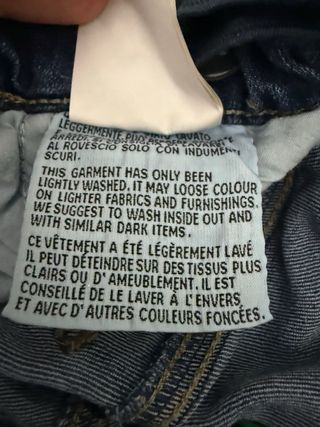 LEGGERMENTE PUÒ LAVATO
AL ROVESCIO SOLO CON INDUMENTI
SCURI.
THIS GARMENT HAS ONLY BEEN
LIGHTLY WASHED. IT MAY LOOSE COLOUR
ON LIGHTER FABRICS AND FURNISHINGS.
WE SUGGEST TO WASH INSIDE OUT AND
WITH SIMILAR DARK ITEMS.
CE VÊTEMENT A ÉTÉ LÉGÈREMENT LAVÉ
IL PEUT DÉTEINDRE SUR DES TISSUS PLUS
CLAIRS OU D'AMEUBLEMENT. IL EST
CONSEILLÉ DE LE LAVER À L'ENVERS
ET AVEC D'AUTRES COULEURS FONCÉES.